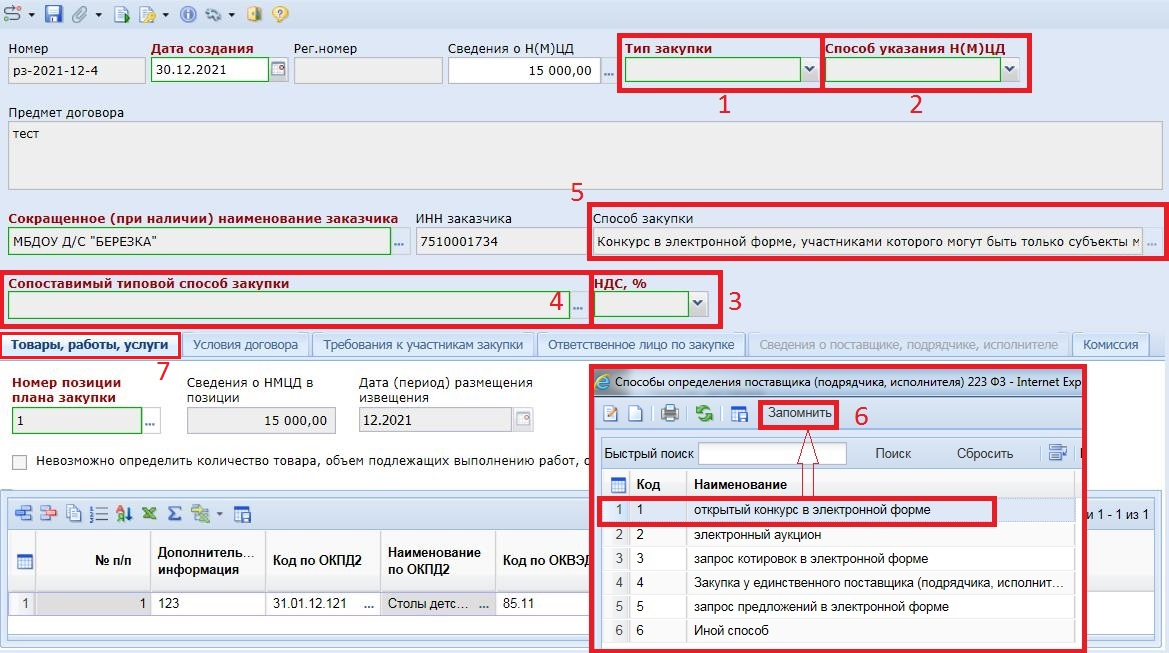 Номер
Дата создания
Рег.номер
Сведения о Н(М)ЦД
Тип закупки
Способ указания Н(М)ЦД
рз-2021-12-4
30.12.2021
15 000,00
...
1
2
Предмет договора
тест
5
Сокращенное (при наличии) наименование заказчика
ИНН заказчика
Способ закупки
МБДОУ Д/С "БЕРЕЗКА"
...
7510001734
Конкурс в электронной форме, участниками которого могут быть только субъекты м
...
Сопоставимый типовой способ закупки
НДС, %
4
...
3
Товары, работы, услуги
Условия договора
Требования к участникам закупки
Ответственное лицо по закупке
Сведения о поставщике, подрядчике, исполнителе
Комиссия
7
Номер позиции
плана закупки
Сведения о НМЦД в
позиции
Дата (период) размещения
извещения
1
...
15 000,00
12.2021
Невозможно определить количество товара, объем подлежащих выполнению работ, о
Способы определения поставщика (подрядчика, исполнителя) 223 ФЗ - Internet Exp
Запомнить
6
Быстрый поиск
Поиск
Сбросить
Код
Наименование
1 1 открытый конкурс в электронной форме
2 2 электронный аукцион
3 3 запрос котировок в электронной форме
4 4 Закупка у единственного поставщика (подрядчика, исполнит...
5 5 запрос предложений в электронной форме
6 6 Иной способ
и 1 - 1 из 1
№ п/п
Дополнитель...
информация
Код по ОКПД2
Наименование
по ОКПД2
Код по ОКВЭД
1 1 123 31.01.12.121 ... Столы детс... ... 85.11